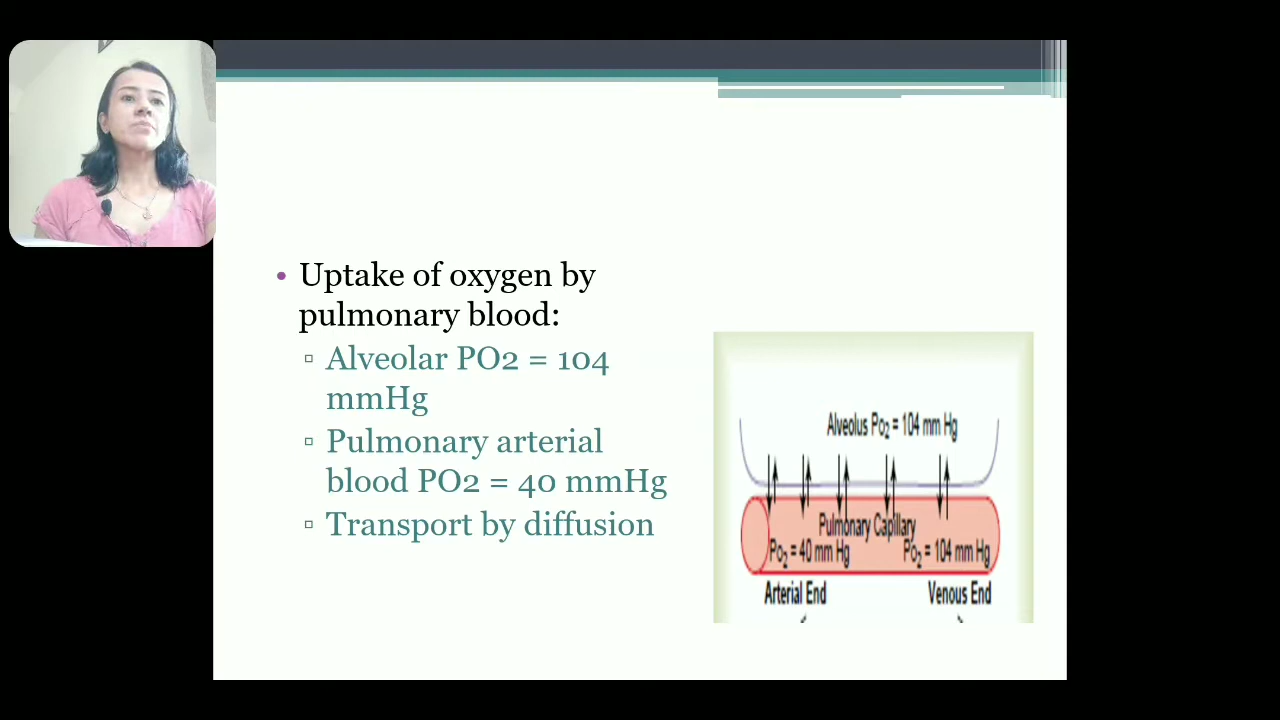 • Uptake of oxygen by
pulmonary blood:
▫ Alveolar PO2 = 104
mmHg
▫ Pulmonary arterial
blood PO2 = 40 mmHg
▫ Transport by diffusion
Alveolus Po₂ = 104 mm Hg
Pulmonary Capillary
Po₂ = 40 mm Hg
Po₂ = 104 mm Hg
Arterial End
Venous End